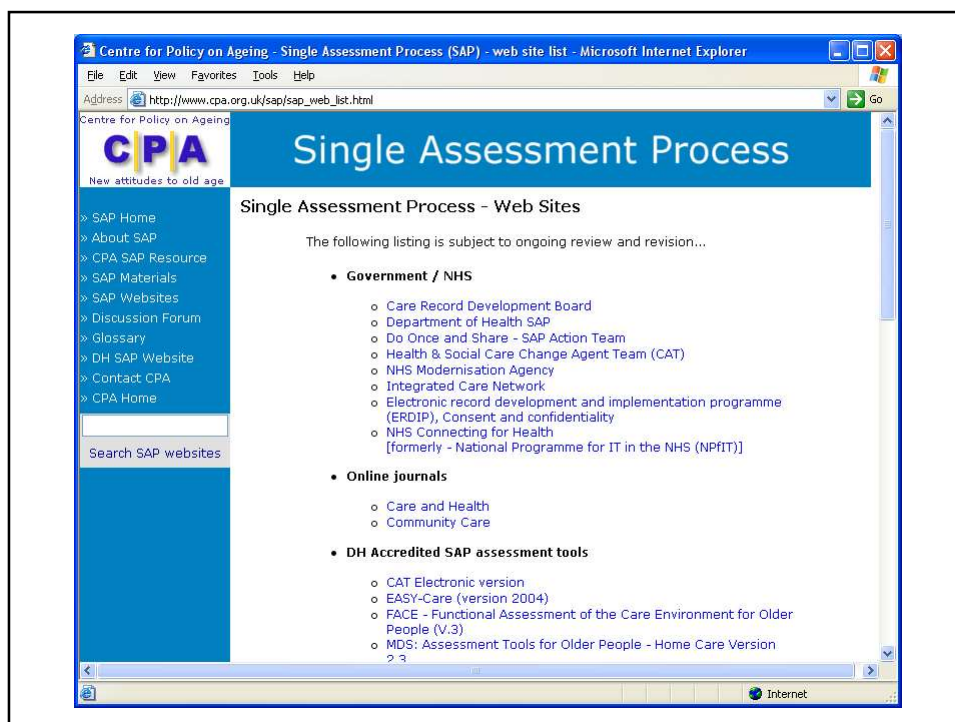 Centre for Policy on Ageing - Single Assessment Process (SAP) - web site list - Microsoft Internet Explorer
File Edit View Favorites Tools Help
Address http://www.cpa.org.uk/sap/sap_web_list.html Go
Centre for Policy on Ageing
CPA
New attitudes to old age
Single Assessment Process
» SAP Home
» About SAP
» CPA SAP Resource
» SAP Materials
» SAP Websites
» Discussion Forum
» Glossary
» DH SAP Website
» Contact CPA
» CPA Home
Search SAP websites
Single Assessment Process - Web Sites
The following listing is subject to ongoing review and revision...
• Government / NHS
o Care Record Development Board
o Department of Health SAP
o Do Once and Share - SAP Action Team
o Health & Social Care Change Agent Team (CAT)
o NHS Modernisation Agency
o Integrated Care Network
o Electronic record development and implementation programme
(ERDIP), Consent and confidentiality
o NHS Connecting for Health
[formerly - National Programme for IT in the NHS (NPfIT)]
• Online journals
o Care and Health
o Community Care
• DH Accredited SAP assessment tools
o CAT Electronic version
o EASY-Care (version 2004)
o FACE - Functional Assessment of the Care Environment for Older
People (V.3)
o MDS: Assessment Tools for Older People - Home Care Version
2.3
Internet